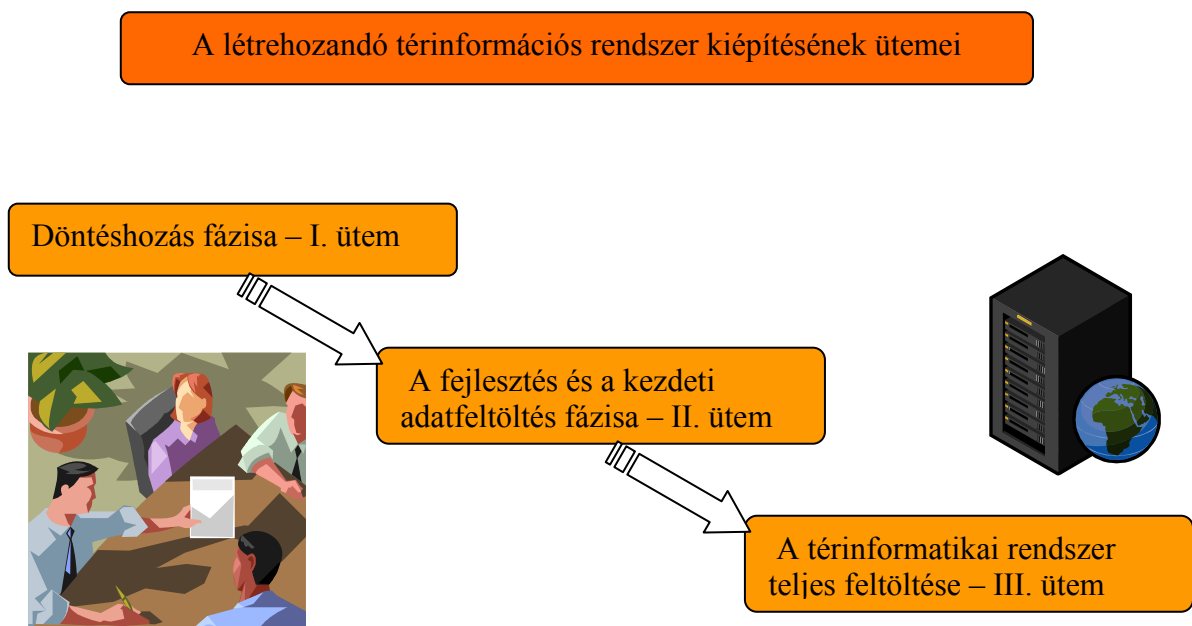 A létrehozandó térinformációs rendszer kiépítésének ütemei
Döntéshozás fázisa – I. ütem
A fejlesztés és a kezdeti
adatfeltöltés fázisa – II. ütem
A térinformatikai rendszer
teljes feltöltése – III. ütem